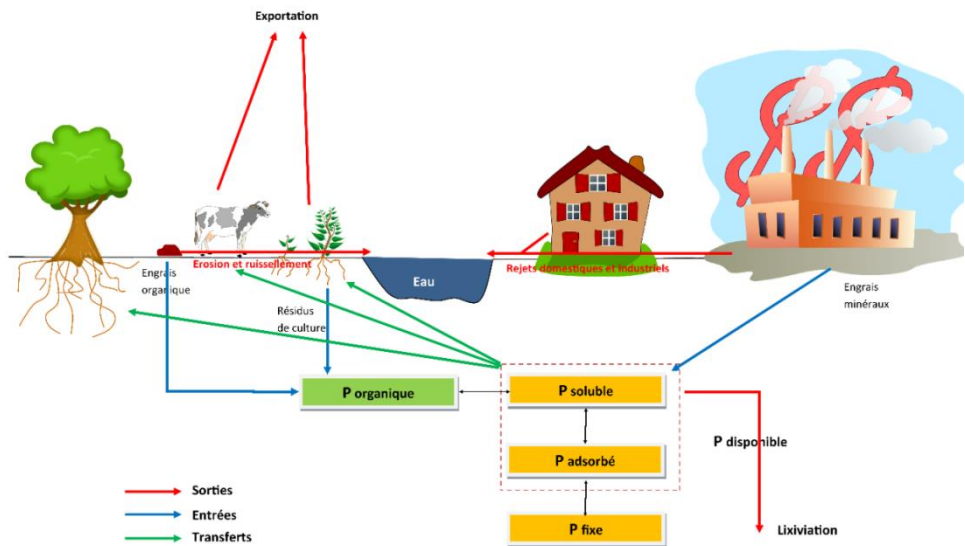 Exportation
Erosion et ruissellement
Rejets domestiques et industriels
Engrais
organique
Eau
Engrais
minéraux
Résidus
de culture
P organique
P soluble
P disponible
P adsorbé
P fixe
Sorties
Entrées
Transferts
Lixiviation